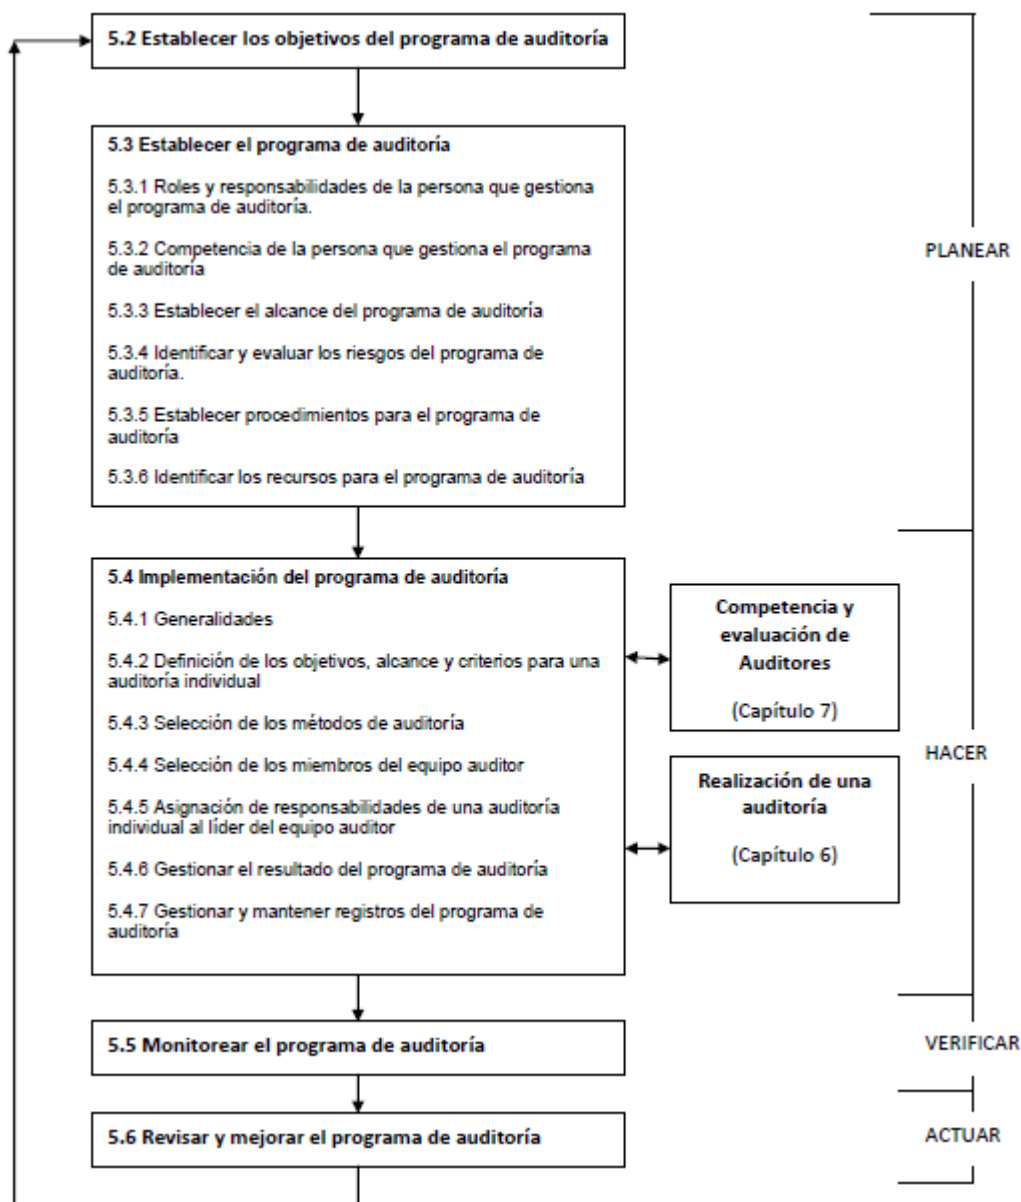 5.2 Establecer los objetivos del programa de auditoría
5.3 Establecer el programa de auditoría
5.3.1 Roles y responsabilidades de la persona que gestiona
el programa de auditoría.
5.3.2 Competencia de la persona que gestiona el programa
de auditoría
5.3.3 Establecer el alcance del programa de auditoría
5.3.4 Identificar y evaluar los riesgos del programa de
auditoría.
5.3.5 Establecer procedimientos para el programa de
auditoría
5.3.6 Identificar los recursos para el programa de auditoría
PLANEAR
5.4 Implementación del programa de auditoría
5.4.1 Generalidades
5.4.2 Definición de los objetivos, alcance y criterios para una
auditoría individual
5.4.3 Selección de los métodos de auditoría
5.4.4 Selección de los miembros del equipo auditor
5.4.5 Asignación de responsabilidades de una auditoría
individual al líder del equipo auditor
5.4.6 Gestionar el resultado del programa de auditoría
5.4.7 Gestionar y mantener registros del programa de
auditoría
Competencia y
evaluación de
Auditores
(Capítulo 7)
Realización de una
auditoría
(Capítulo 6)
HACER
5.5 Monitorear el programa de auditoría
VERIFICAR
5.6 Revisar y mejorar el programa de auditoría
ACTUAR